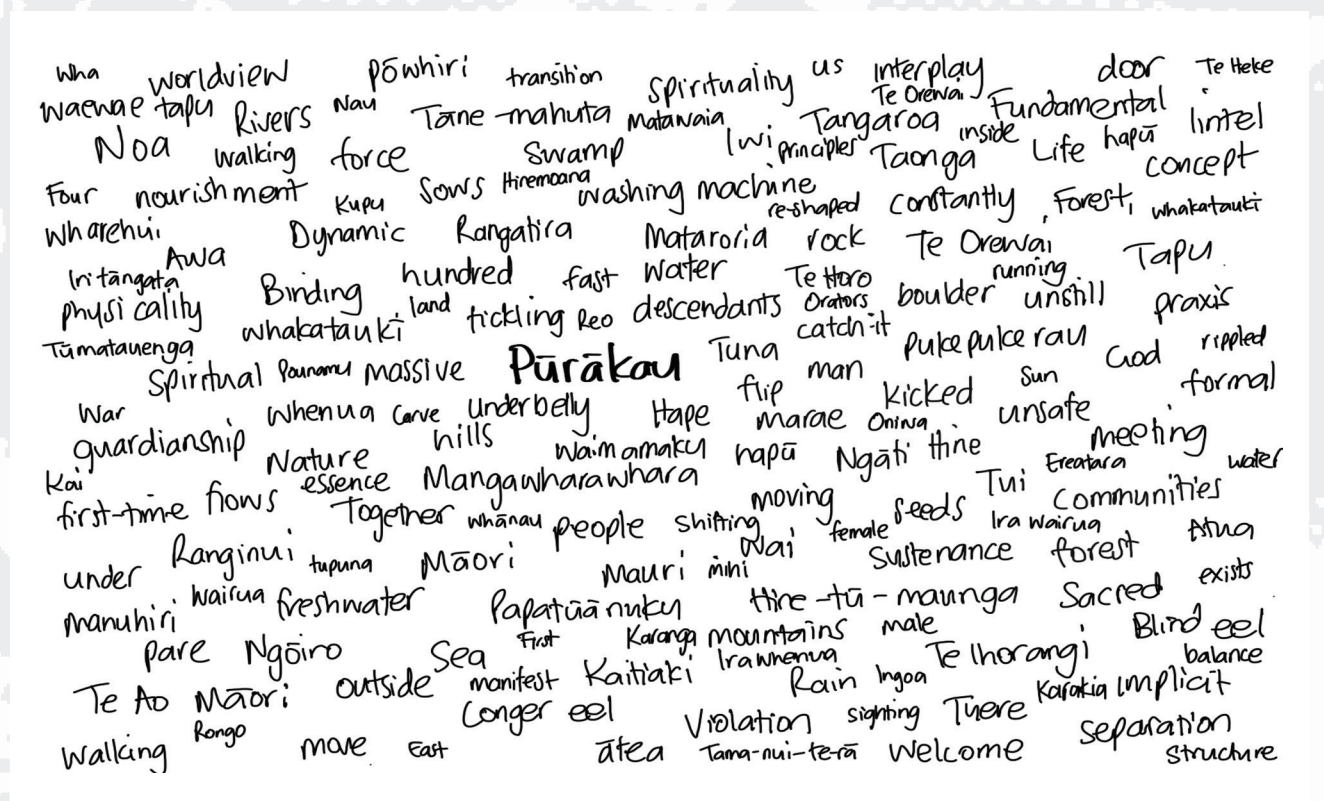 Wha worldview pōwhiri transition spirituality us Interplay door Te Heke
waewae tapu Rivers Nau Tāne-mahuta Matawaia Te Orewai Fundamental
Noa walking force Swamp Iwi principles Tangaroa Taonga inside Life hapū lintel
Four nourishment Kupu Sows Hiremoana washing machine concept
wharehui Dynamic Rangatira re-shaped constantly Forest, whakatauki
Awa Mataroria rock Te Orewai Tapu
Iri tāngata Binding hundred fast water Te Horo running
physicality whakatauki land tickling Reo descendants Orators boulder unstill praxis
Tūmatauenga catch-it
Spiritual Pounamu massive Pūrākau Tuna man pukepuke rau God rippled
War whenua carve underbelly Hape flip marae kicked Sun formal
guardianship hills Oniwa unsafe
Nature Waimamaku hapū Ngāti Hine meeting
Kai essence Mangawharawhara Ereatara water
first-time flows Together whānau people shifting moving seeds Tui Communities
Ranginui Wai female Ira Wairua Atua
under tupuna Māori Mauri mini Sustenance forest
manuhiri wairua freshwater Papatūānuku Hine-tū-maunga Sacred exists
pare Ngōiro First Karanga mountains male Blind eel
Te Ao Māori outside Sea manifest Kaitiaki Ira whenua Te Ihorangi balance
Conger eel Rain Ingoa Karakia Implicit
Rongo Violation sighting There separation
Walking move East ātea Tama-nui-te-rā Welcome structure